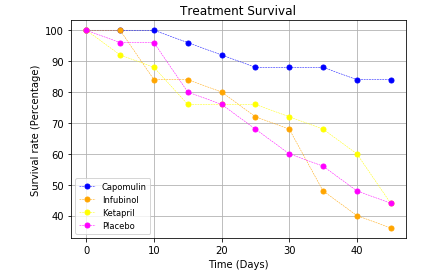 Treatment Survival
Survival rate (Percentage)
100
90
80
70
60
50
40
Capomulin
Infubinol
Ketapril
Placebo
0
10
20
30
40
Time (Days)